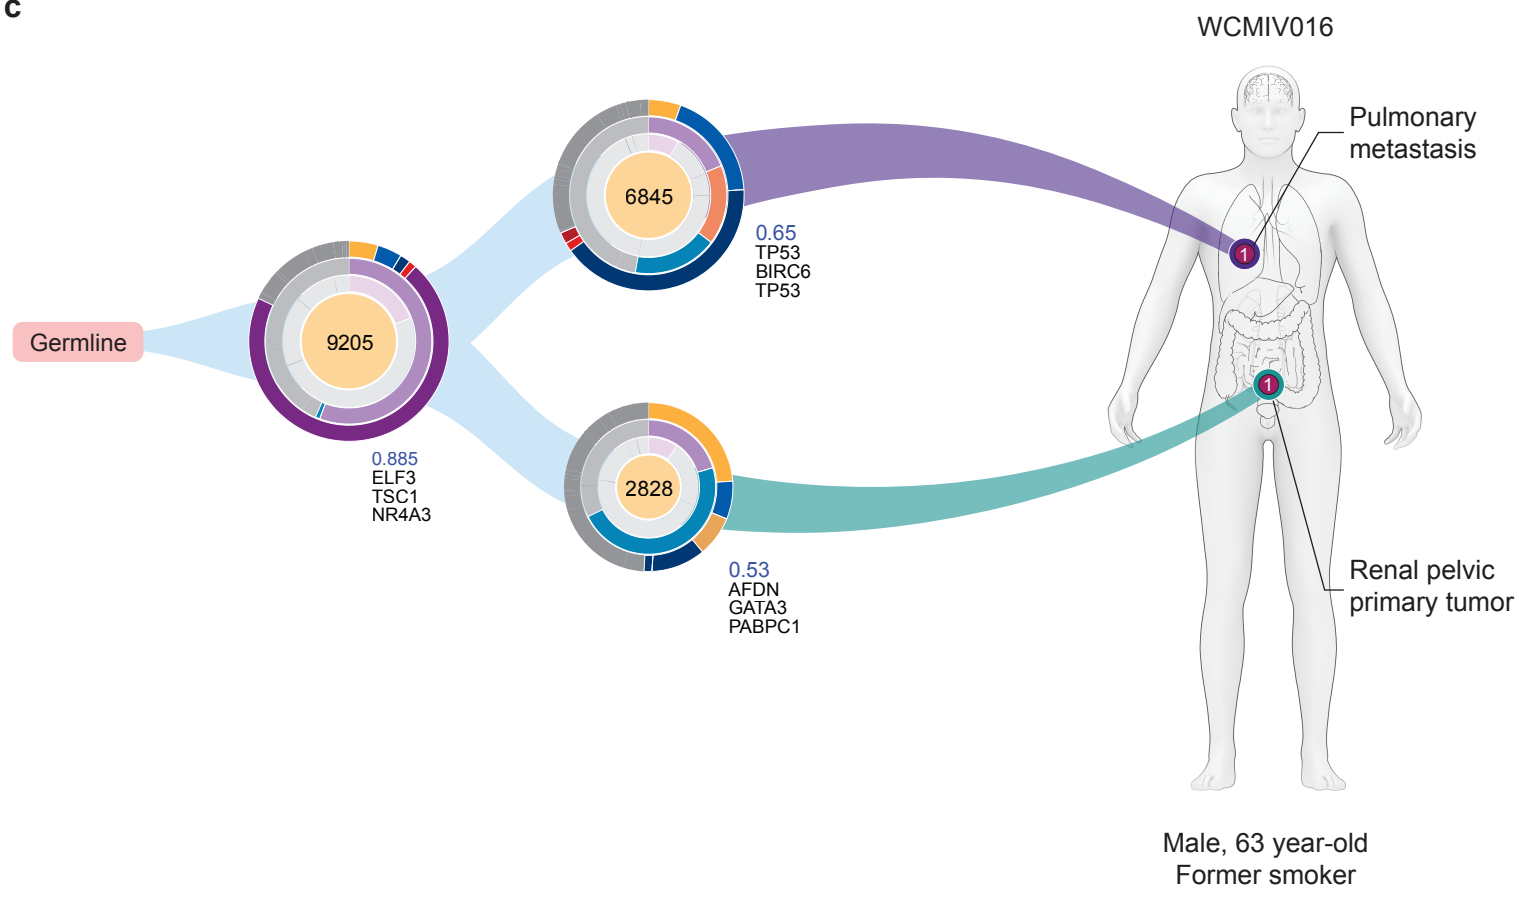 c
WCMIV016
Pulmonary
metastasis
6845
0.65
TP53
BIRC6
TP53
1
Germline
9205
0.885
ELF3
TSC1
NR4A3
1
2828
0.53
AFDN
GATA3
PABPC1
Renal pelvic
primary tumor
Male, 63 year-old
Former smoker